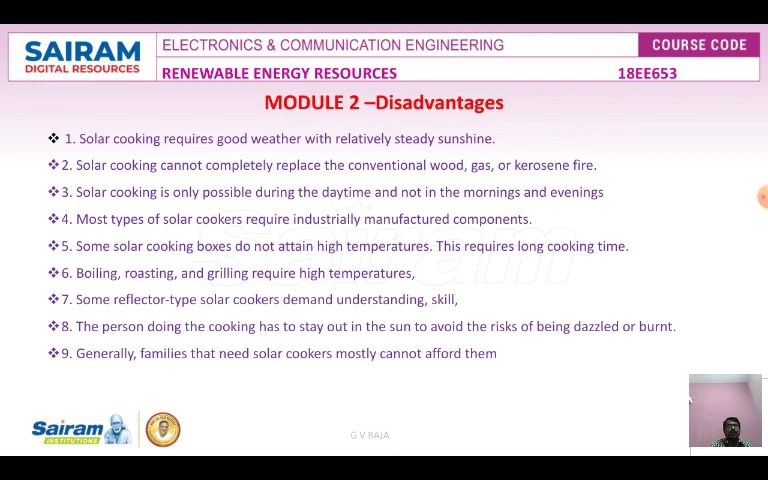 SAIRAM
DIGITAL RESOURCES
ELECTRONICS & COMMUNICATION ENGINEERING
COURSE CODE
RENEWABLE ENERGY RESOURCES
18EE653
MODULE 2 –Disadvantages
❖ 1. Solar cooking requires good weather with relatively steady sunshine.
❖2. Solar cooking cannot completely replace the conventional wood, gas, or kerosene fire.
❖3. Solar cooking is only possible during the daytime and not in the mornings and evenings
❖4. Most types of solar cookers require industrially manufactured components.
❖5. Some solar cooking boxes do not attain high temperatures. This requires long cooking time.
❖6. Boiling, roasting, and grilling require high temperatures,
❖7. Some reflector-type solar cookers demand understanding, skill,
❖8. The person doing the cooking has to stay out in the sun to avoid the risks of being dazzled or burnt.
❖9. Generally, families that need solar cookers mostly cannot afford them
Sairam
Sairam
INSTITUTIONS
G V RAJA